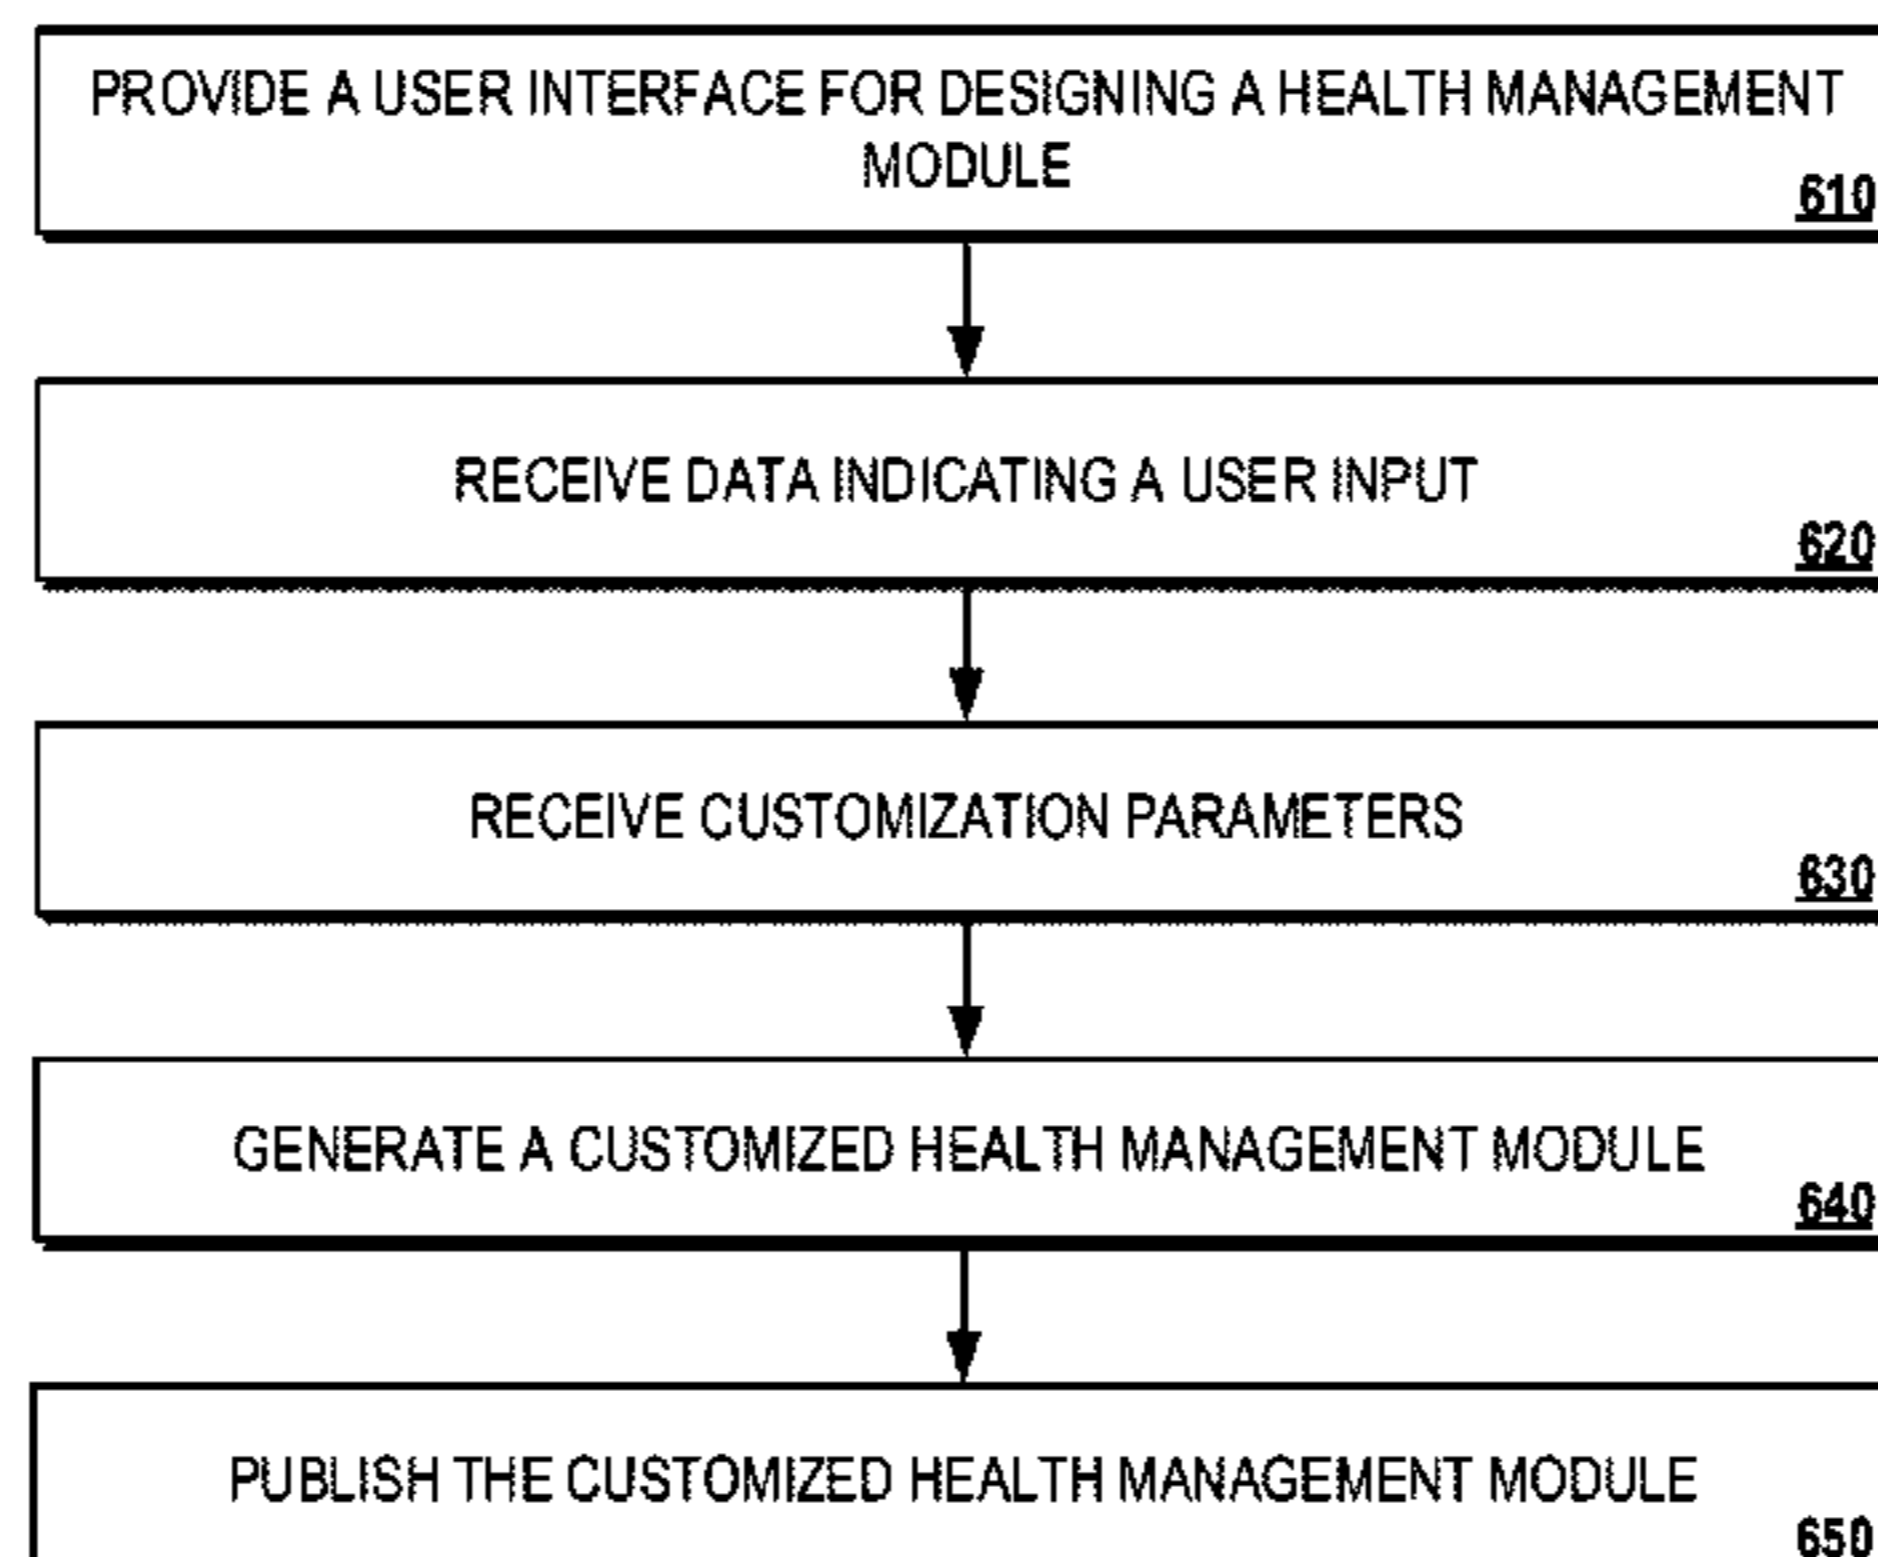 PROVIDE A USER INTERFACE FOR DESIGNING A HEALTH MANAGEMENT
MODULE
610
RECEIVE DATA INDICATING A USER INPUT
620
RECEIVE CUSTOMIZATION PARAMETERS
630
GENERATE A CUSTOMIZED HEALTH MANAGEMENT MODULE
640
PUBLISH THE CUSTOMIZED HEALTH MANAGEMENT MODULE
650